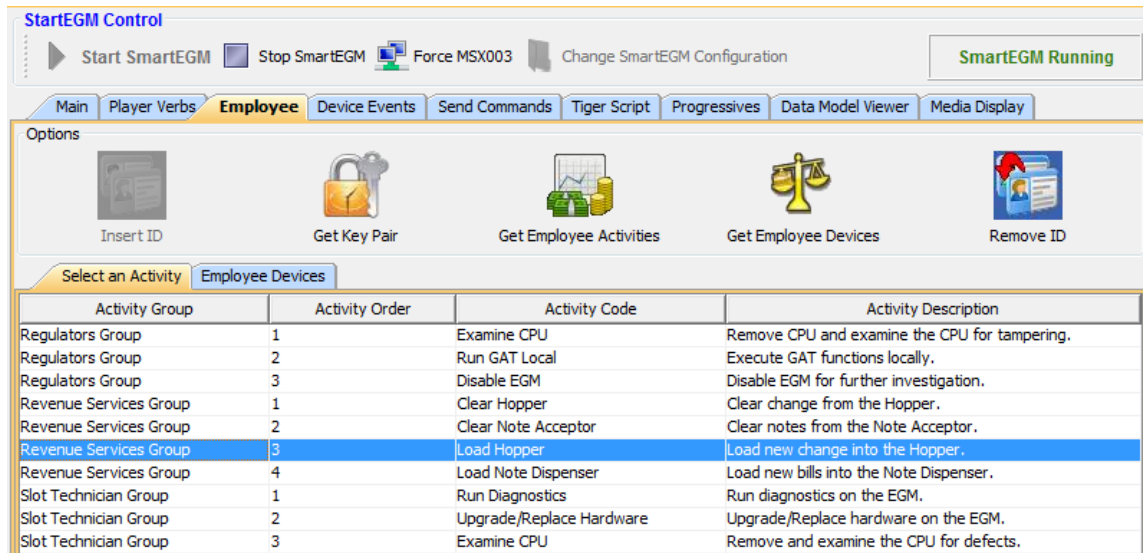 StartEGM Control
Start SmartEGM Stop SmartEGM Force MSX003 Change SmartEGM Configuration SmartEGM Running
Main Player Verbs Employee Device Events Send Commands Tiger Script Progressives Data Model Viewer Media Display
Options
Insert ID Get Key Pair Get Employee Activities Get Employee Devices Remove ID
Select an Activity Employee Devices
Activity Group Activity Order Activity Code Activity Description
Regulators Group 1 Examine CPU Remove CPU and examine the CPU for tampering.
Regulators Group 2 Run GAT Local Execute GAT functions locally.
Regulators Group 3 Disable EGM Disable EGM for further investigation.
Revenue Services Group 1 Clear Hopper Clear change from the Hopper.
Revenue Services Group 2 Clear Note Acceptor Clear notes from the Note Acceptor.
Revenue Services Group 3 Load Hopper Load new change into the Hopper.
Revenue Services Group 4 Load Note Dispenser Load new bills into the Note Dispenser.
Slot Technician Group 1 Run Diagnostics Run diagnostics on the EGM.
Slot Technician Group 2 Upgrade/Replace Hardware Upgrade/Replace hardware on the EGM.
Slot Technician Group 3 Examine CPU Remove and examine the CPU for defects.